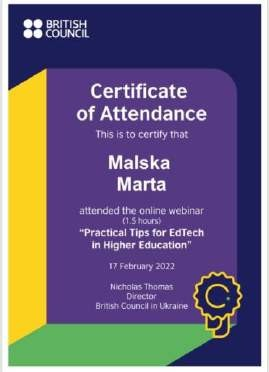 BRITISH
COUNCIL
Certificate
of Attendance
This is to certify that
Malska
Marta
attended the online webinar
(1.5 hours)
"Practical Tips for EdTech
in Higher Education"
17 February 2022
Nicholas Thomas
Director
British Council in Ukraine